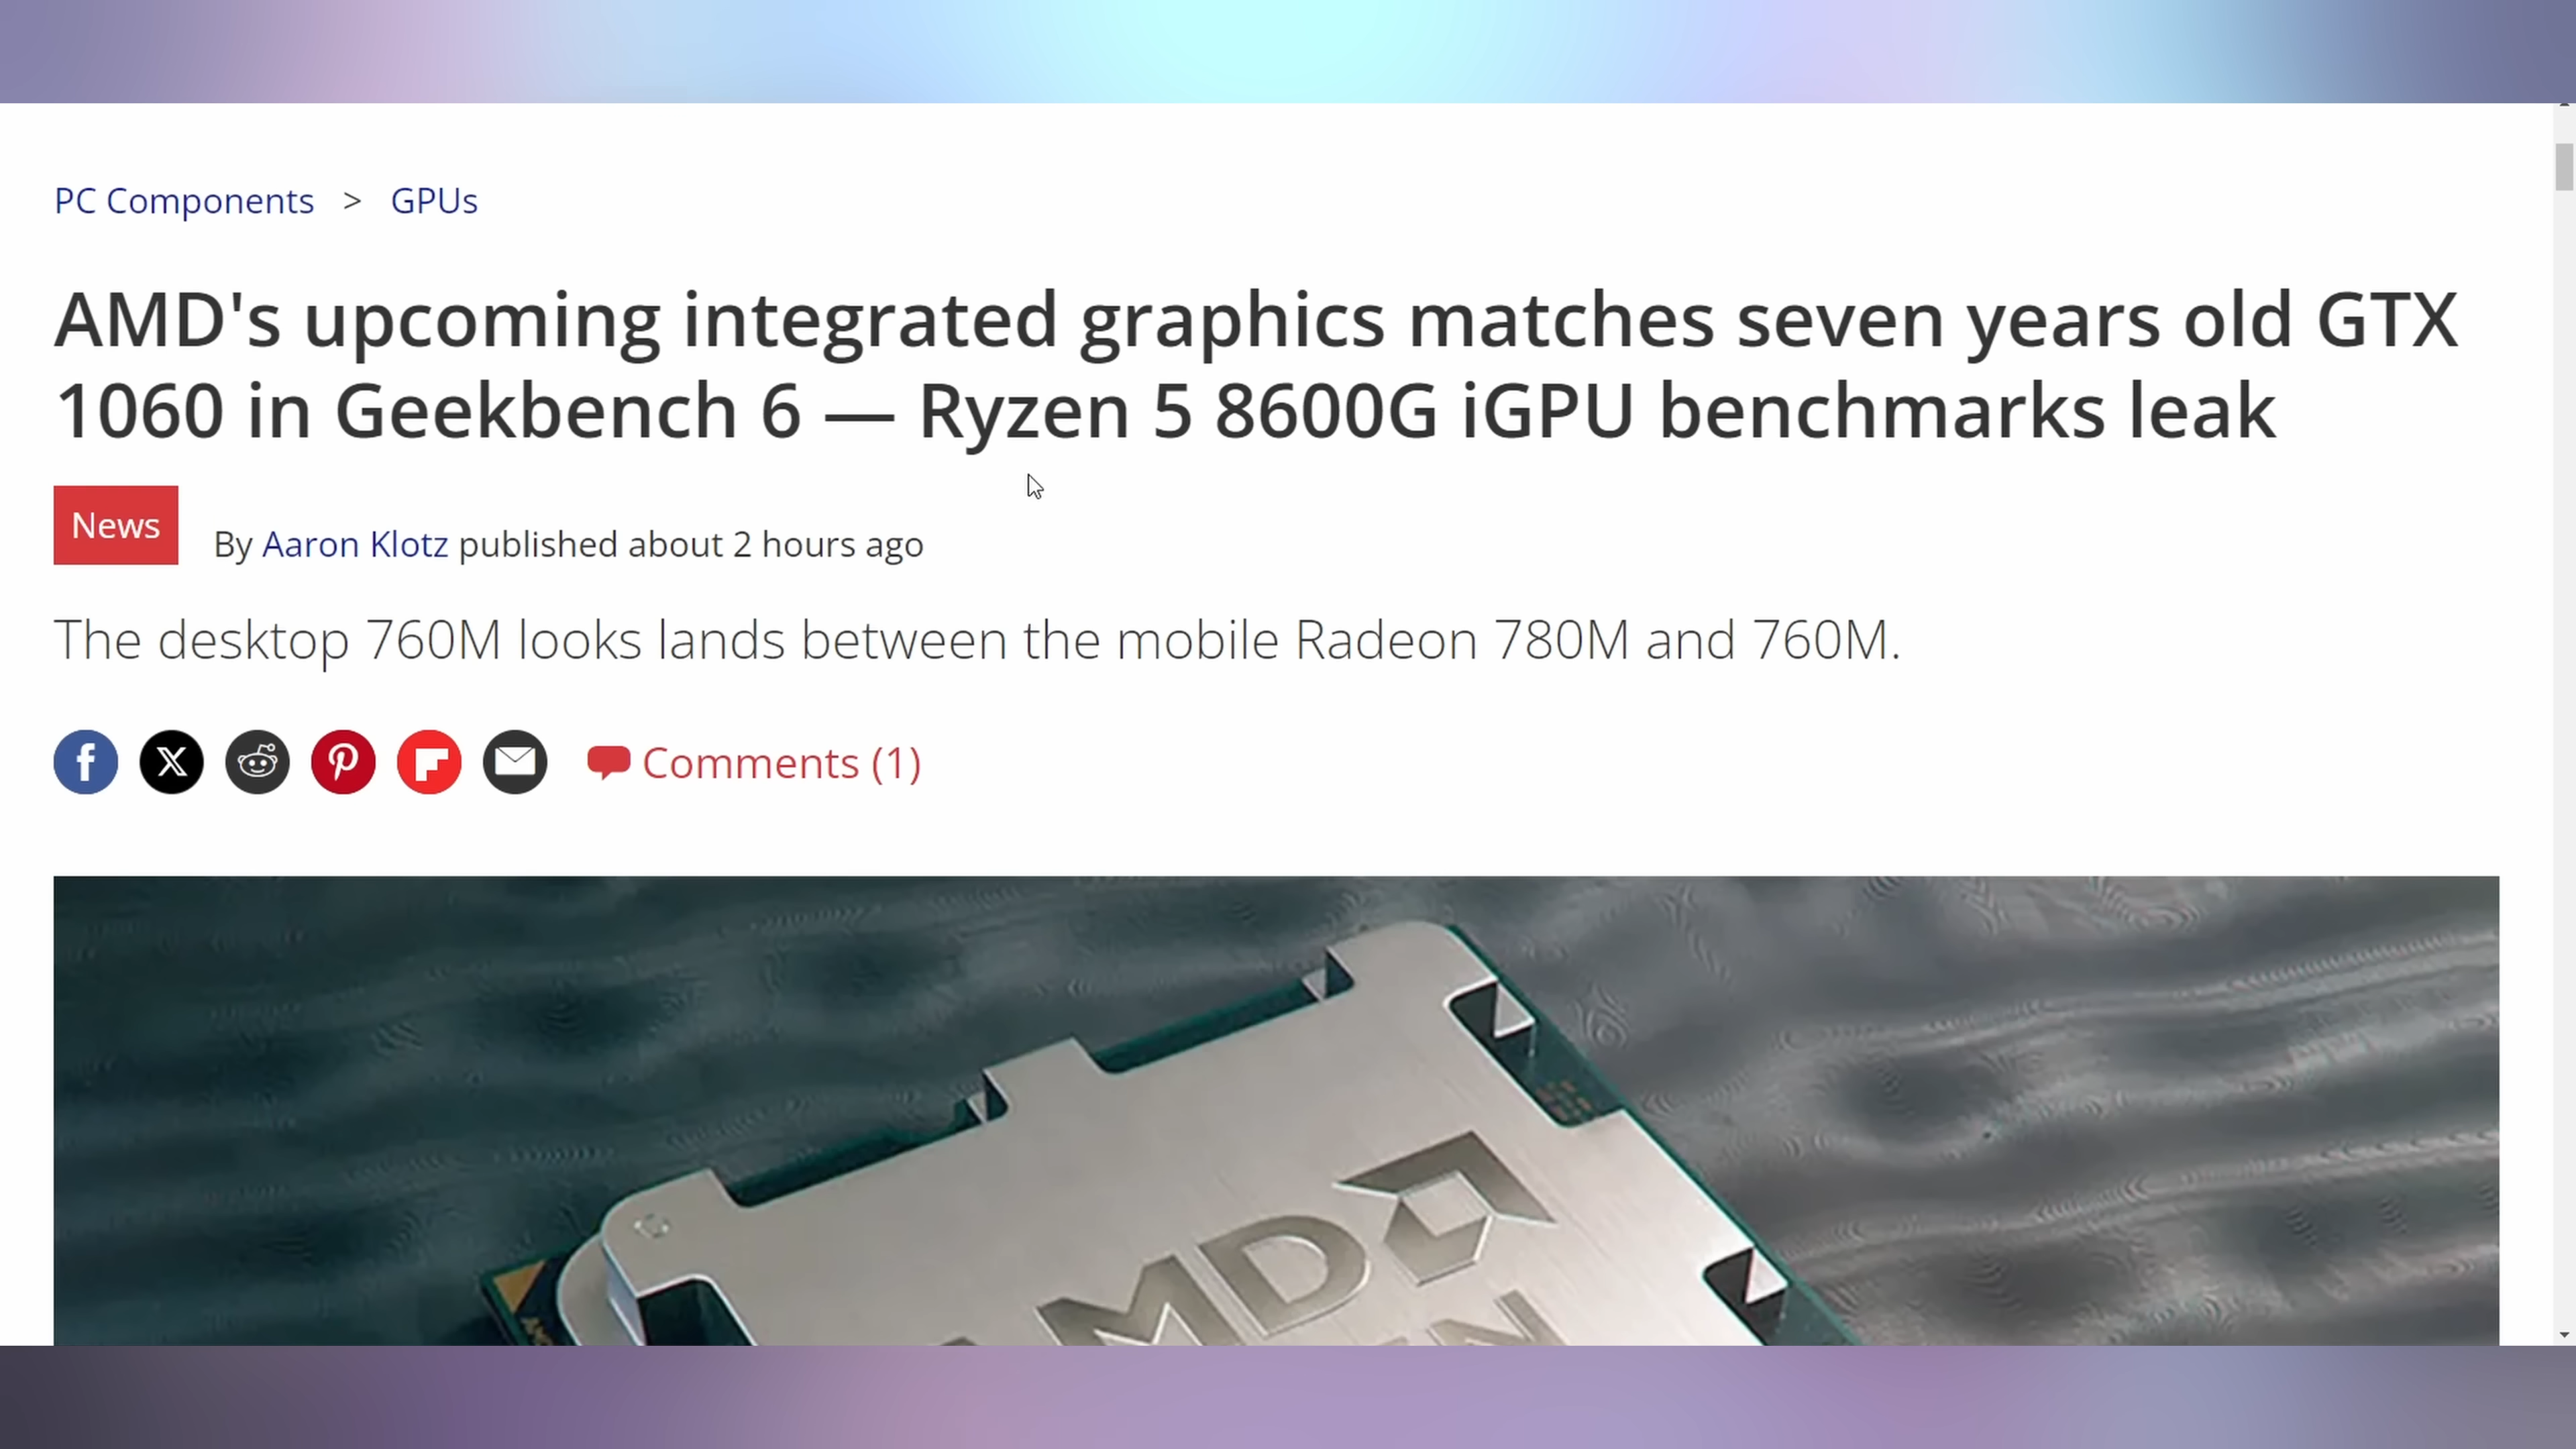 PC Components > GPUs
AMD's upcoming integrated graphics matches seven years old GTX
1060 in Geekbench 6 — Ryzen 5 8600G iGPU benchmarks leak
News
By Aaron Klotz published about 2 hours ago
The desktop 760M looks lands between the mobile Radeon 780M and 760M.
Comments (1)
AMD